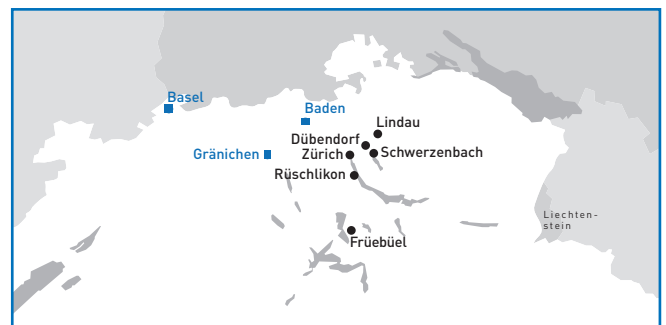 Basel
Baden
Lindau
Dübendorf
Gränichen
Zürich
Schwerzenbach
Rüschlikon
Liechten-
stein
Früebüel